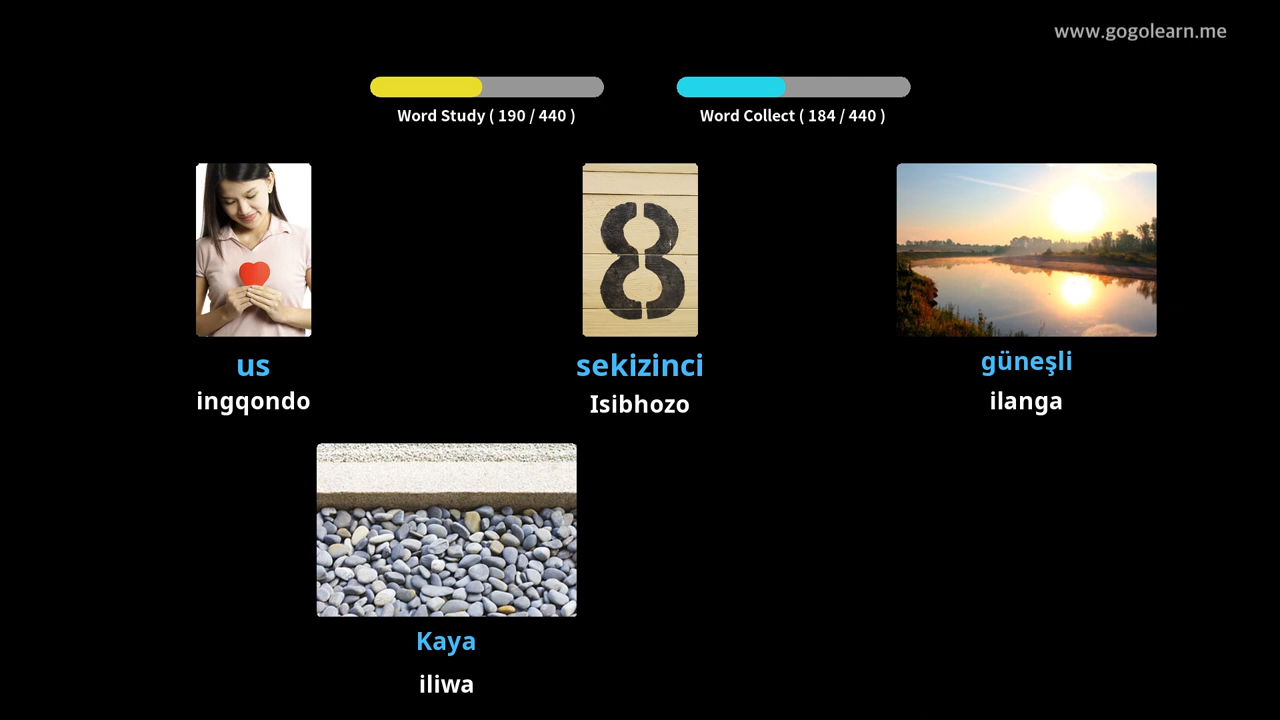 www.gogolearn.me
Word Study ( 190 / 440 )
Word Collect ( 184 / 440 )
8
us
ingqondo
sekizinci
Isibhozo
güneşli
ilanga
Kaya
iliwa